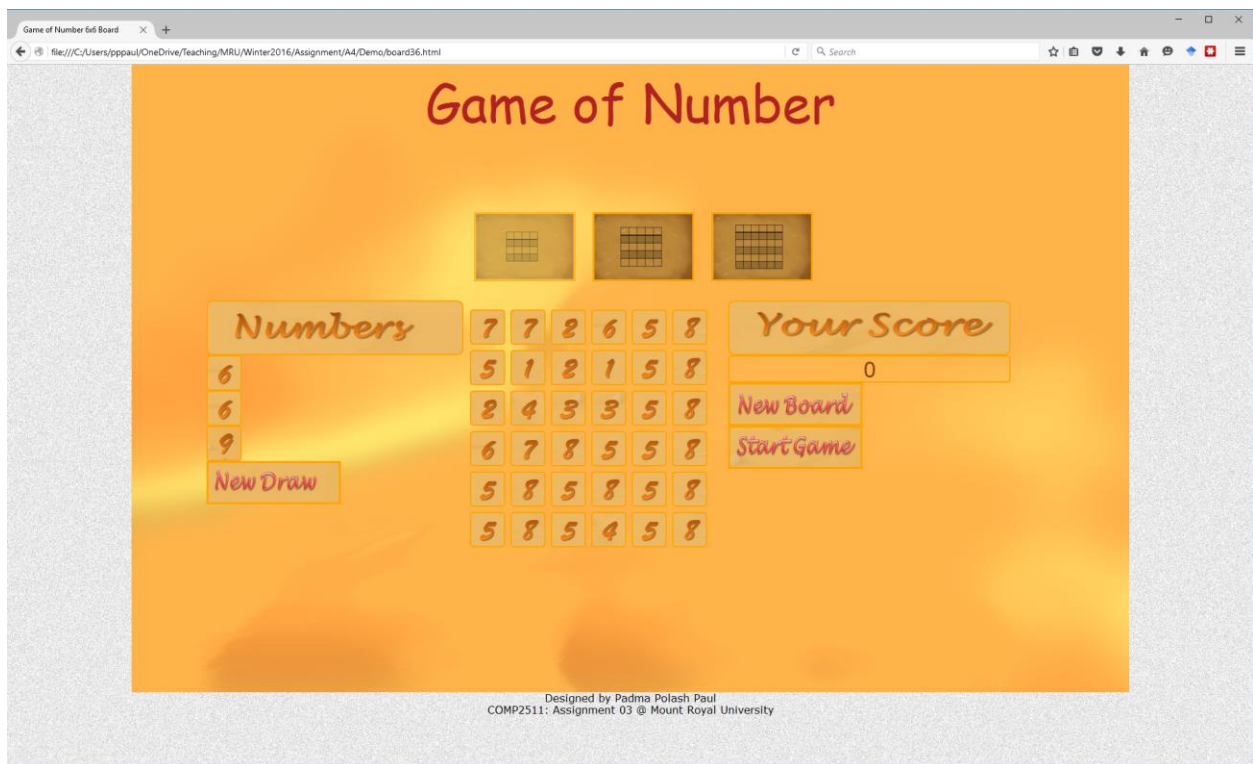 Game of Number 6x6 Board
file:///C:/Users/pppaul/OneDrive/Teaching/MRU/Winter2016/Assignment/A4/Demo/board36.html
Search
Game of Number
Numbers
6
6
9
New Draw
7 7 2 6 5 8
5 1 2 1 5 8
2 4 3 3 5 8
6 7 8 5 5 8
5 8 5 8 5 8
5 8 5 4 5 8
Your Score
0
New Board
Start Game
Designed by Padma Polash Paul
COMP2511: Assignment 03 @ Mount Royal University